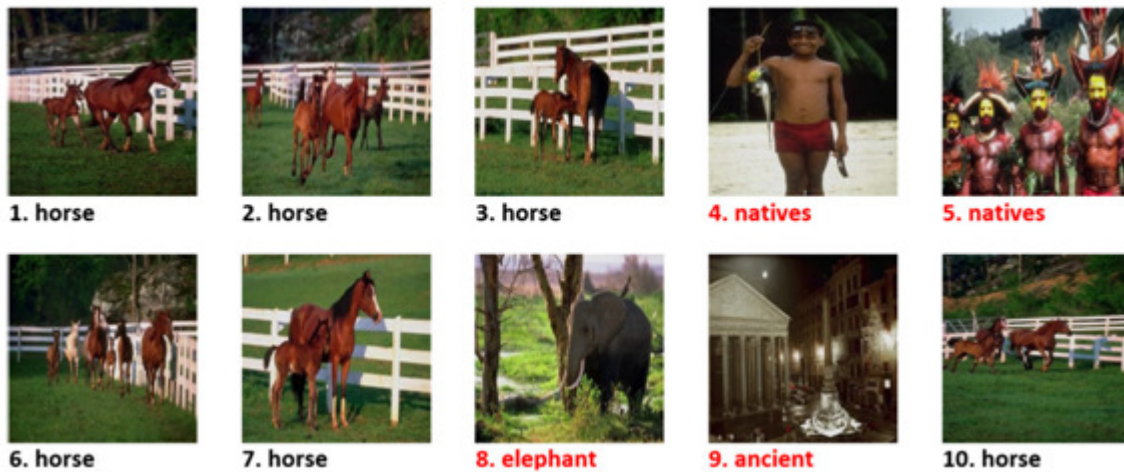 1. horse
2. horse
3. horse
4. natives
5. natives
6. horse
7. horse
8. elephant
9. ancient
10. horse